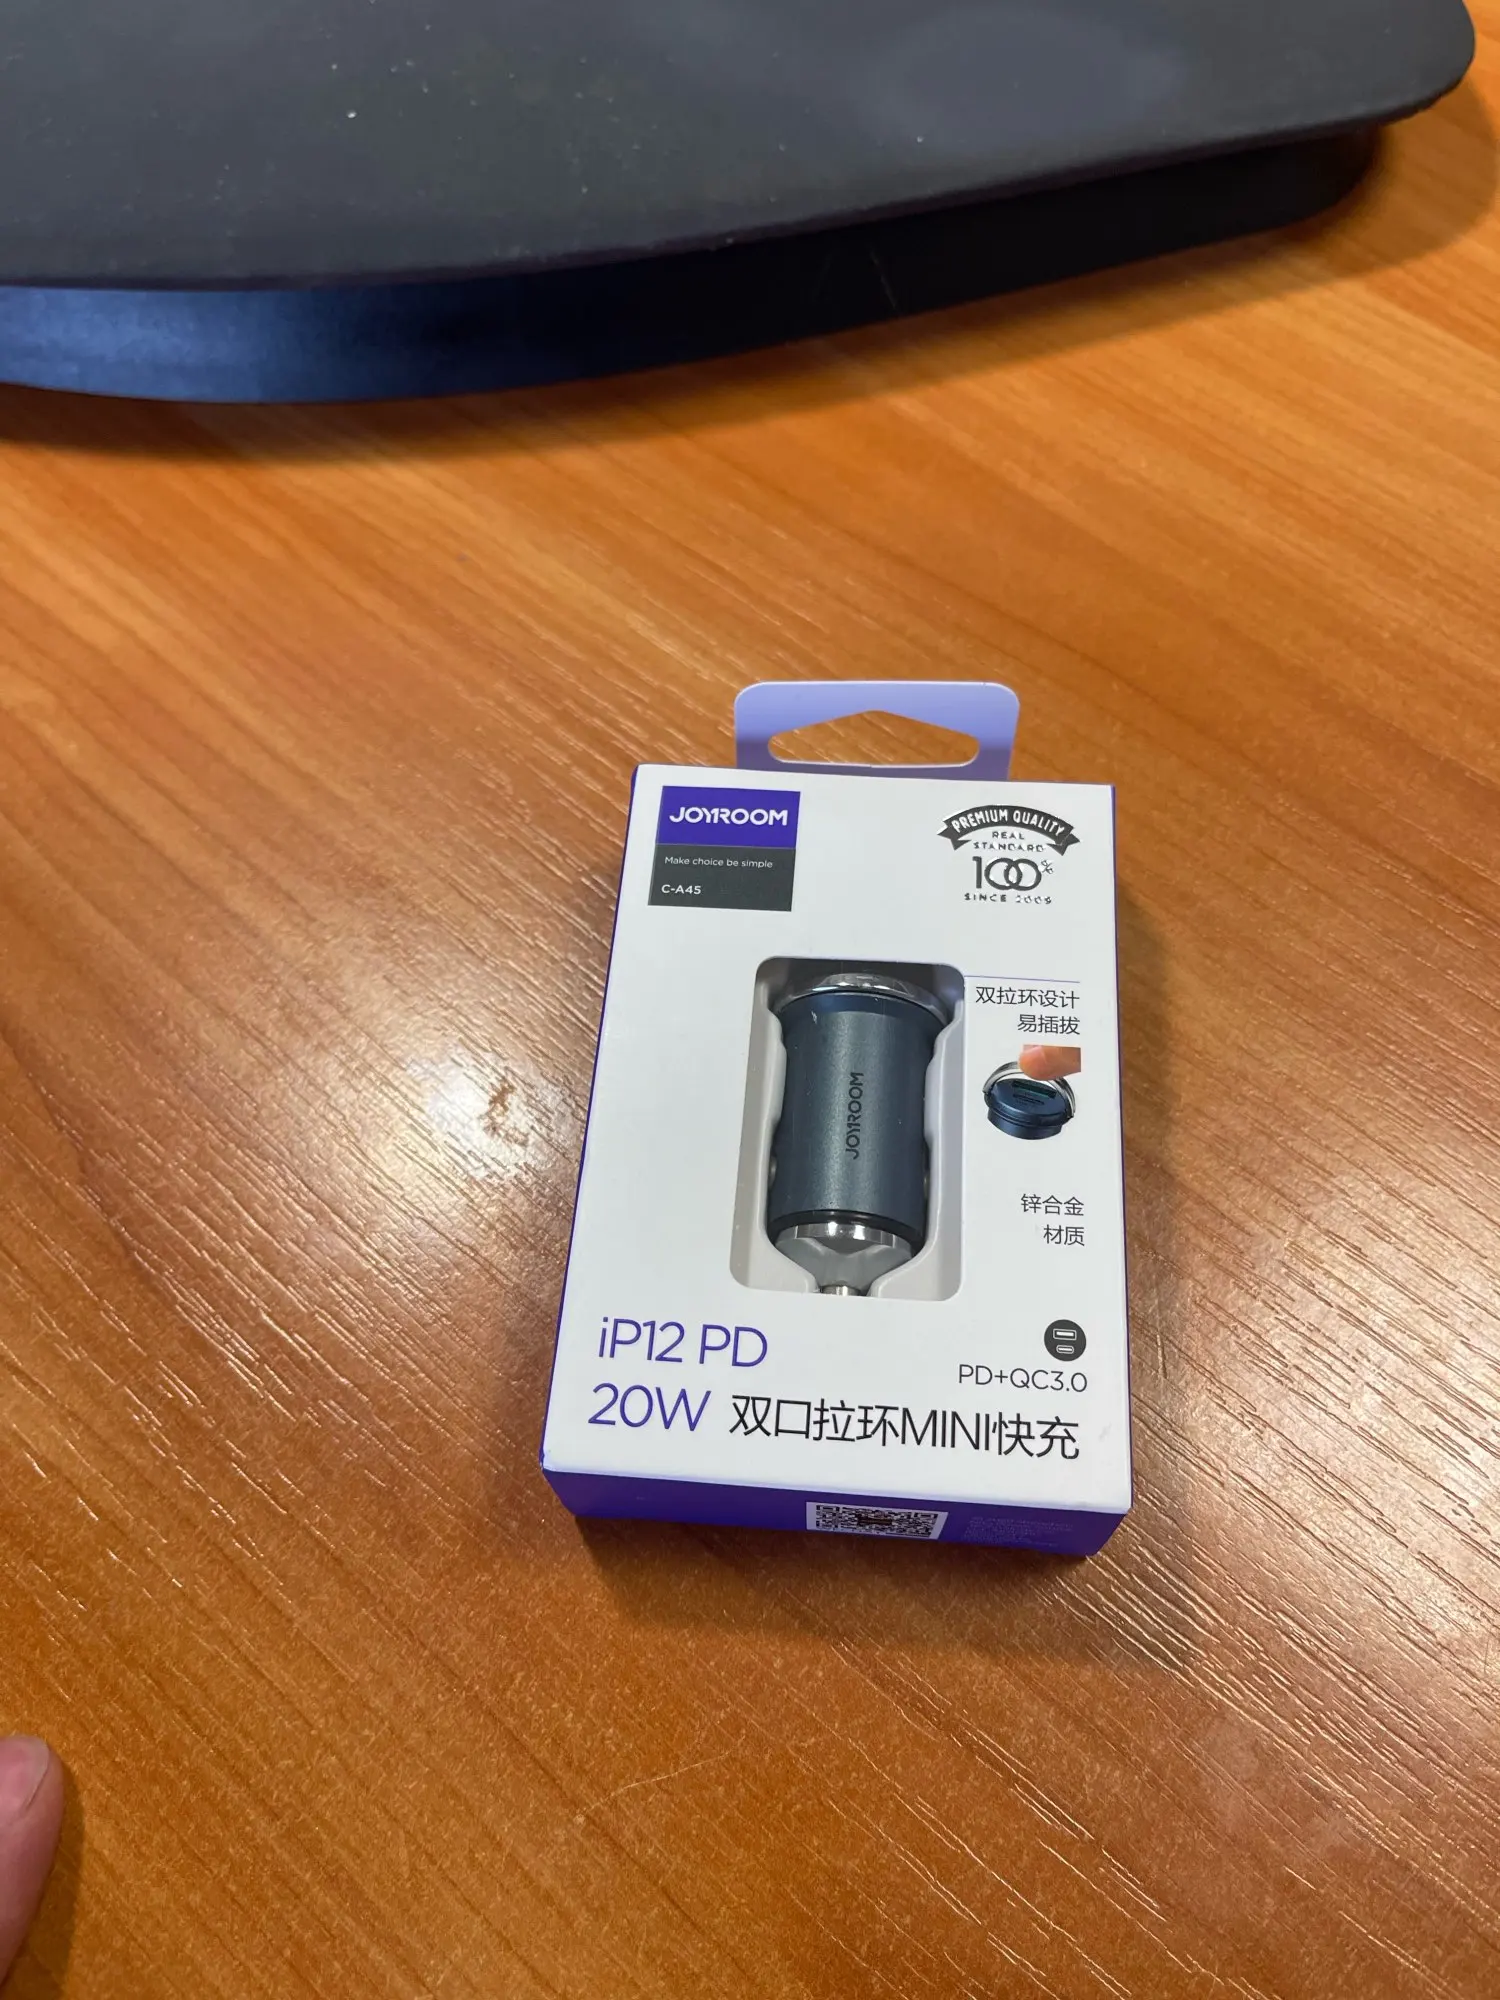 JOYROOM
Make choice be simple
C-A45
PREMIUM QUALITY
REAL
STANDARD
100%
SINCE 2009
双拉环设计
易插拔
JOYROOM
锌合金
材质
iP12 PD
PD+QC3.0
20W 双口拉环MINI快充